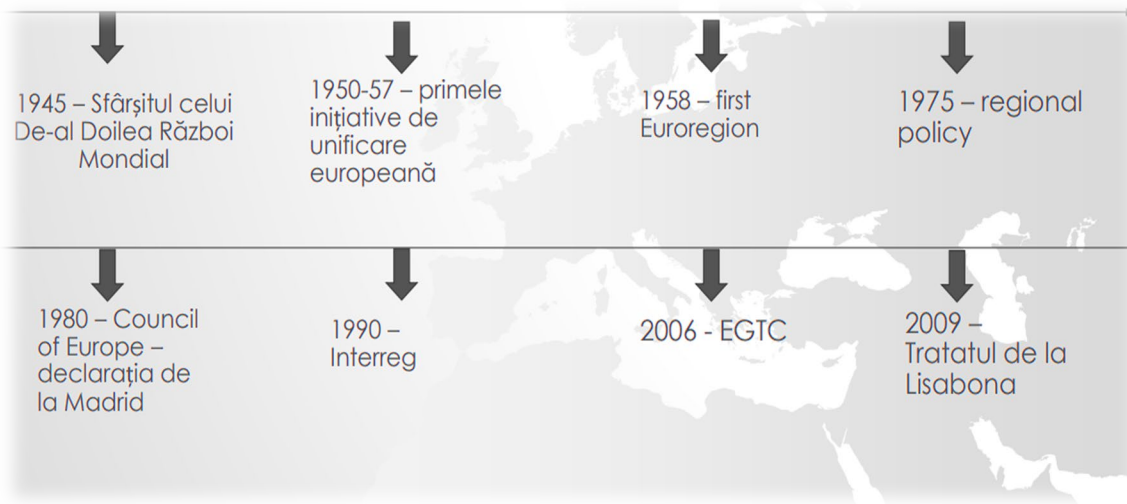 1945 – Sfârșitul celui
De-al Doilea Război
Mondial
1950-57 – primele
inițiative de
unificare
europeană
1958 – first
Euroregion
1975 – regional
policy
1980 – Council
of Europe –
declarația de
la Madrid
1990 –
Interreg
2006 - EGTC
2009 –
Tratatul de la
Lisabona